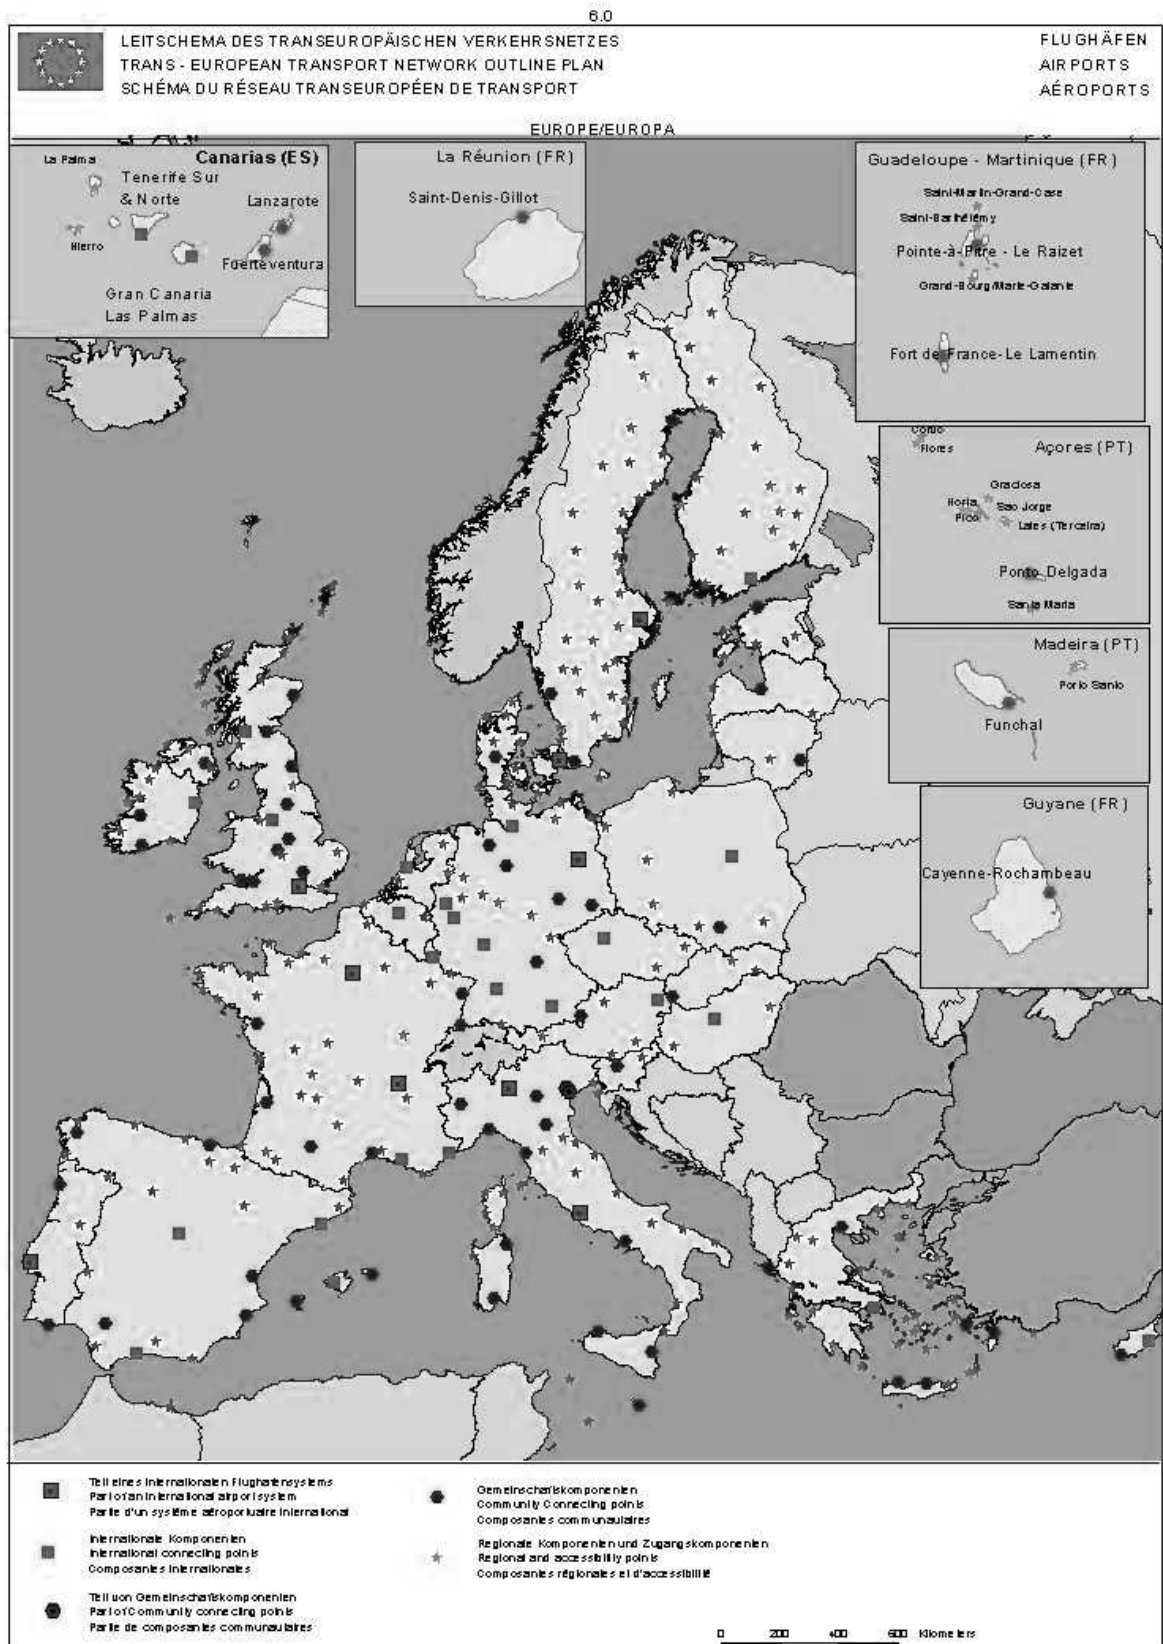 6.0
LEITSCHEMA DES TRANSEUROPÄISCHEN VERKEHRSNETZES
TRANS - EUROPEAN TRANSPORT NETWORK OUTLINE PLAN
SCHÉMA DU RÉSEAU TRANSEUROPÉEN DE TRANSPORT
FLUGHÄFEN
AIRPORTS
AÉROPORTS
EUROPE/EUROPA
Canarias (ES)
La Palma
Tenerife Sur
& Norte
Lanzarote
Hierro
Fuerteventura
Gran Canaria
Las Palmas
La Réunion (FR)
Saint-Denis-Gillot
Guadeloupe - Martinique (FR)
Saint-Martin-Grand-Case
Saint-Barthélémy
Pointe-à-Pitre - Le Raizet
Grand-Bourg/Marie-Galante
Fort de France-Le Lamentin
Corvo
Flores
Açores (PT)
Graciosa
Horta
Sao Jorge
Pico
Lajes (Terceira)
Ponto Delgada
Santa Maria
Madeira (PT)
Porto Santo
Funchal
Guyane (FR)
Cayenne-Rochambeau
Teil eines internationalen Flughafensystems
Part of an international airport system
Partie d'un système aéroportuaire international
Internationale Komponenten
International connecting points
Composantes internationales
Teil von Gemeinschaftskomponenten
Part of Community connecting points
Partie de composantes communautaires
Gemeinschaftskomponenten
Community Connecting points
Composantes communautaires
Regionale Komponenten und Zugangskomponenten
Regional and accessibility points
Composantes régionales et d'accessibilité
0 200 400 600 Kilometers